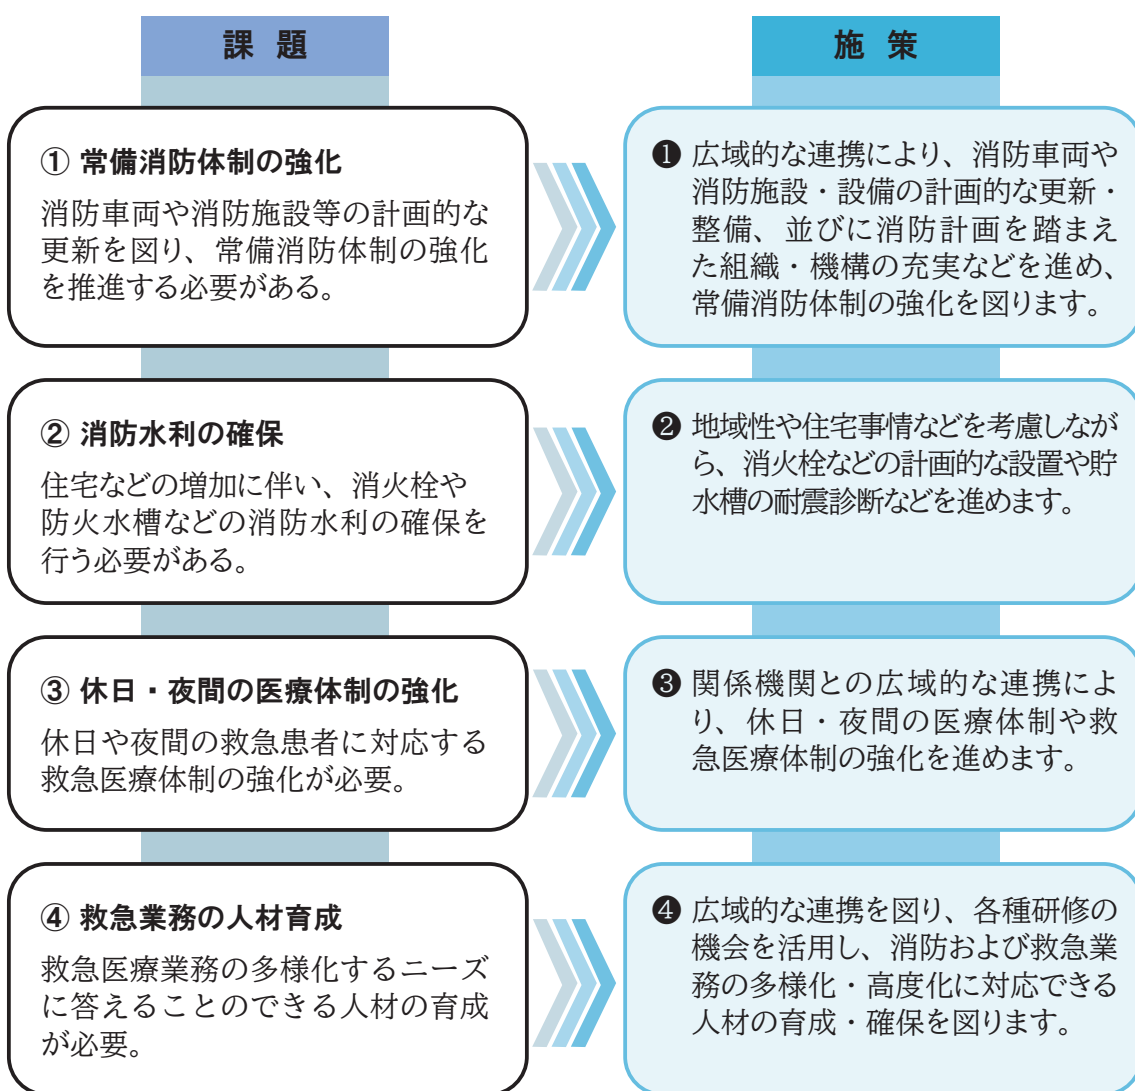 課 題
施 策
① 常備消防体制の強化
消防車両や消防施設等の計画的な
更新を図り、常備消防体制の強化
を推進する必要がある。
❶ 広域的な連携により、消防車両や
消防施設・設備の計画的な更新・
整備、並びに消防計画を踏まえ
た組織・機構の充実などを進め、
常備消防体制の強化を図ります。
② 消防水利の確保
住宅などの増加に伴い、消火栓や
防火水槽などの消防水利の確保を
行う必要がある。
❷ 地域性や住宅事情などを考慮しなが
ら、消火栓などの計画的な設置や貯
水槽の耐震診断などを進めます。
③ 休日・夜間の医療体制の強化
休日や夜間の救急患者に対応する
救急医療体制の強化が必要。
❸ 関係機関との広域的な連携によ
り、休日・夜間の医療体制や救
急医療体制の強化を進めます。
④ 救急業務の人材育成
救急医療業務の多様化するニーズ
に答えることのできる人材の育成
が必要。
❹ 広域的な連携を図り、各種研修の
機会を活用し、消防および救急業
務の多様化・高度化に対応できる
人材の育成・確保を図ります。